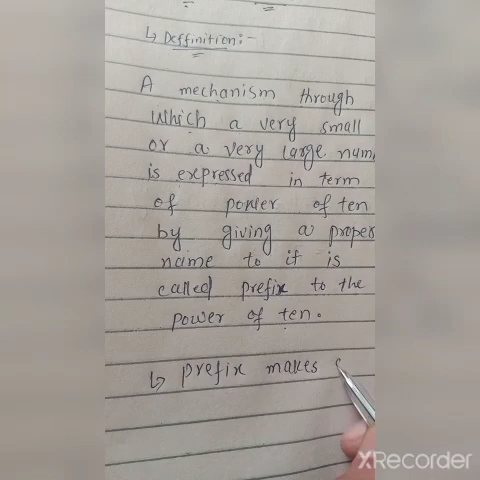 ↳ Deffinition:-
A mechanism through
which a very small
or a very large num
is expressed in term
of power of ten
by giving a proper
name to it is
called prefix to the
power of ten.
↳ prefix makes
XRecorder